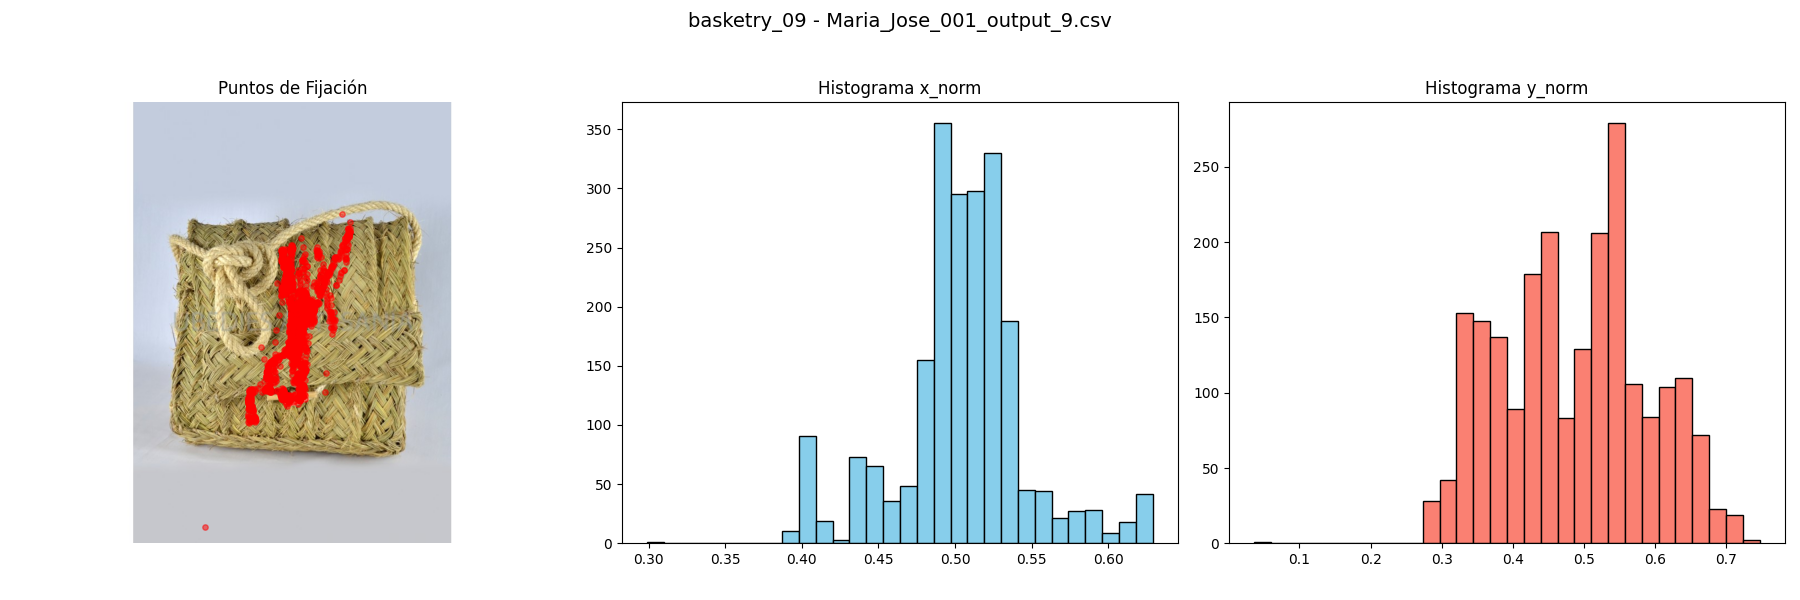 basketry_09 - Maria_Jose_001_output_9.csv
Puntos de Fijación
Histograma x_norm
Histograma y_norm
350
300
250
200
150
100
50
0
0.30 0.35 0.40 0.45 0.50 0.55 0.60
250
200
150
100
50
0
0.1 0.2 0.3 0.4 0.5 0.6 0.7